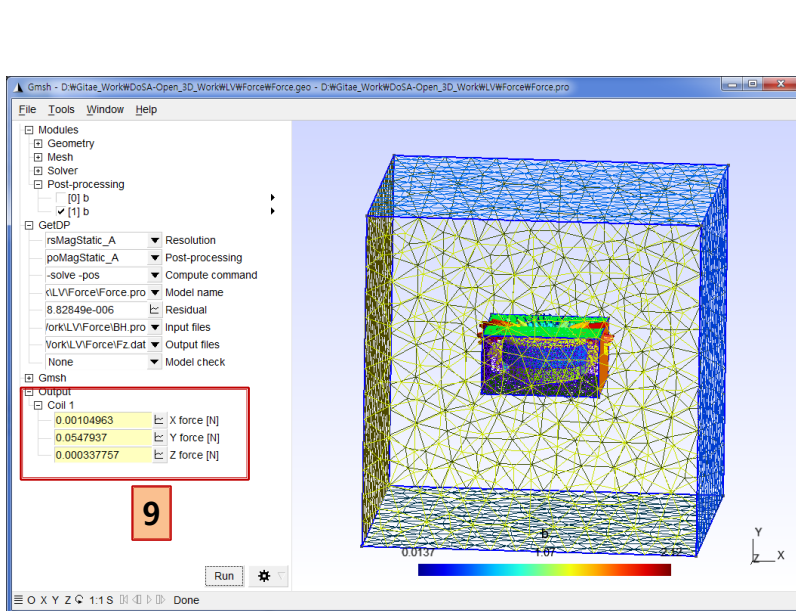 Gmsh - D:₩Gitae_Work₩DoSA-Open_3D_Work₩LV₩Force₩Force.geo - D:₩Gitae_Work₩DoSA-Open_3D_Work₩LV₩Force₩Force.pro
File Tools Window Help
Modules
Geometry
Mesh
Solver
Post-processing
[0] b
[1] b
GetDP
rsMagStatic_A Resolution
poMagStatic_A Post-processing
-solve -pos Compute command
\LV\Force\Force.pro Model name
8.82849e-006 Residual
\LV\Force\BH.pro Input files
\LV\Force\Fz.dat Output files
None Model check
Gmsh
Output
Coil 1
0.00104963 X force [N]
0.0547937 Y force [N]
0.000337757 Z force [N]
9
b
0.0137 1.07
Y
Z X
Run
O X Y Z 1:1 S Done